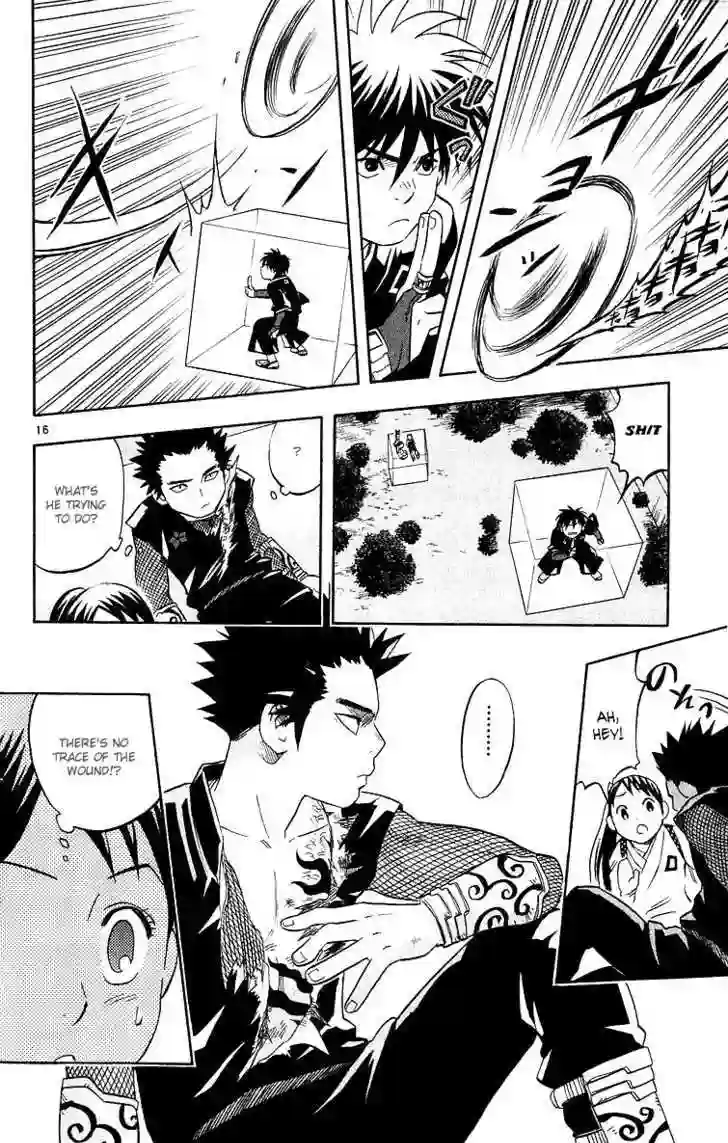 16
SHIT
?
WHAT'S
HE TRYING
TO DO?
AH,
HEY!
.........
THERE'S NO
TRACE OF THE
WOUND!?